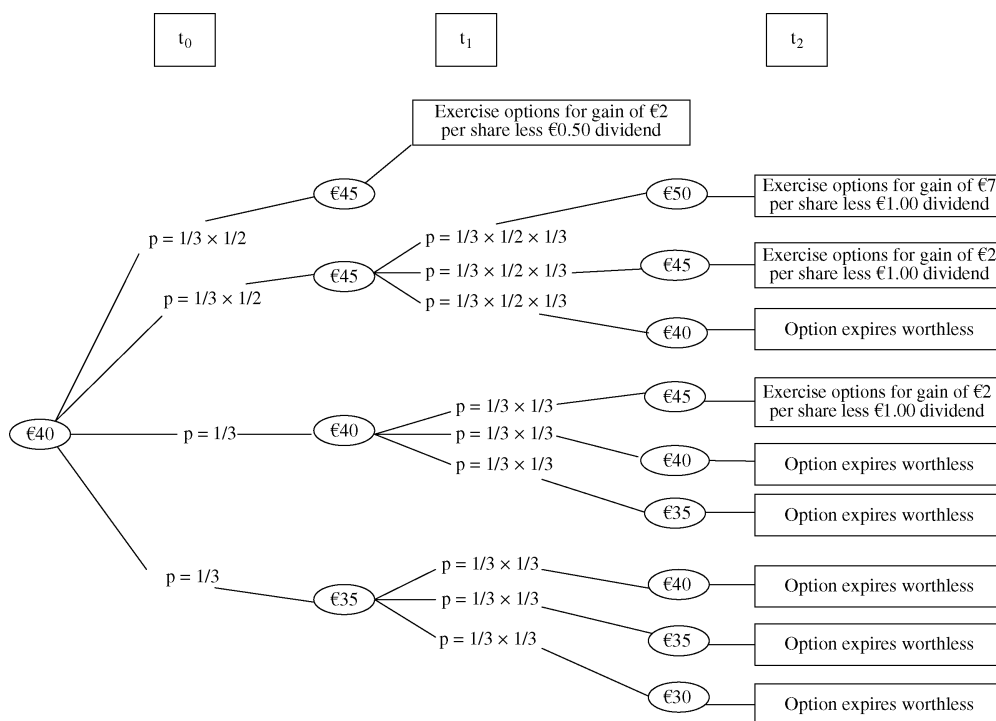 t0
t1
t2
Exercise options for gain of €2
per share less €0.50 dividend
€45
€50
Exercise options for gain of €7
per share less €1.00 dividend
p = 1/3 × 1/2
p = 1/3 × 1/2 × 1/3
€45
p = 1/3 × 1/2 × 1/3
€45
Exercise options for gain of €2
per share less €1.00 dividend
p = 1/3 × 1/2
p = 1/3 × 1/2 × 1/3
€40
Option expires worthless
€45
Exercise options for gain of €2
per share less €1.00 dividend
p = 1/3 × 1/3
€40
p = 1/3
€40
p = 1/3 × 1/3
€40
Option expires worthless
p = 1/3 × 1/3
€35
Option expires worthless
p = 1/3 × 1/3
€40
Option expires worthless
p = 1/3
€35
p = 1/3 × 1/3
€35
Option expires worthless
p = 1/3 × 1/3
€30
Option expires worthless